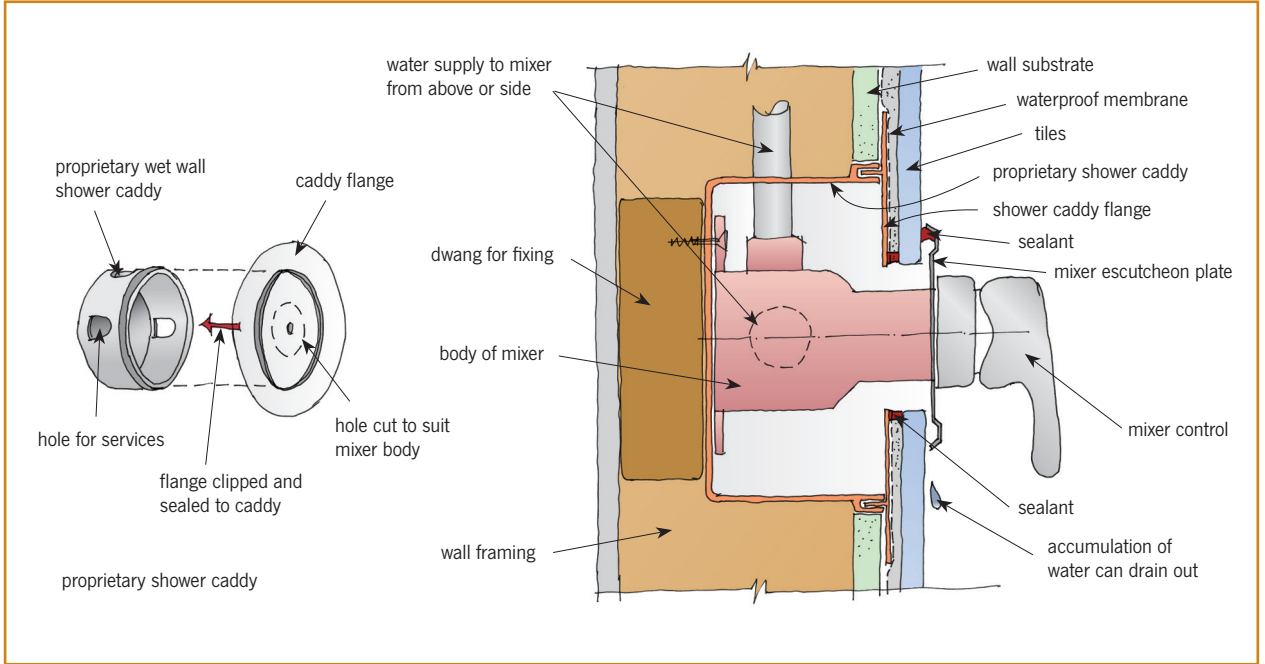 proprietary wet wall
shower caddy
caddy flange
hole for services
flange clipped and
sealed to caddy
hole cut to suit
mixer body
proprietary shower caddy
water supply to mixer
from above or side
dwang for fixing
body of mixer
wall framing
wall substrate
waterproof membrane
tiles
proprietary shower caddy
shower caddy flange
sealant
mixer escutcheon plate
mixer control
sealant
accumulation of
water can drain out